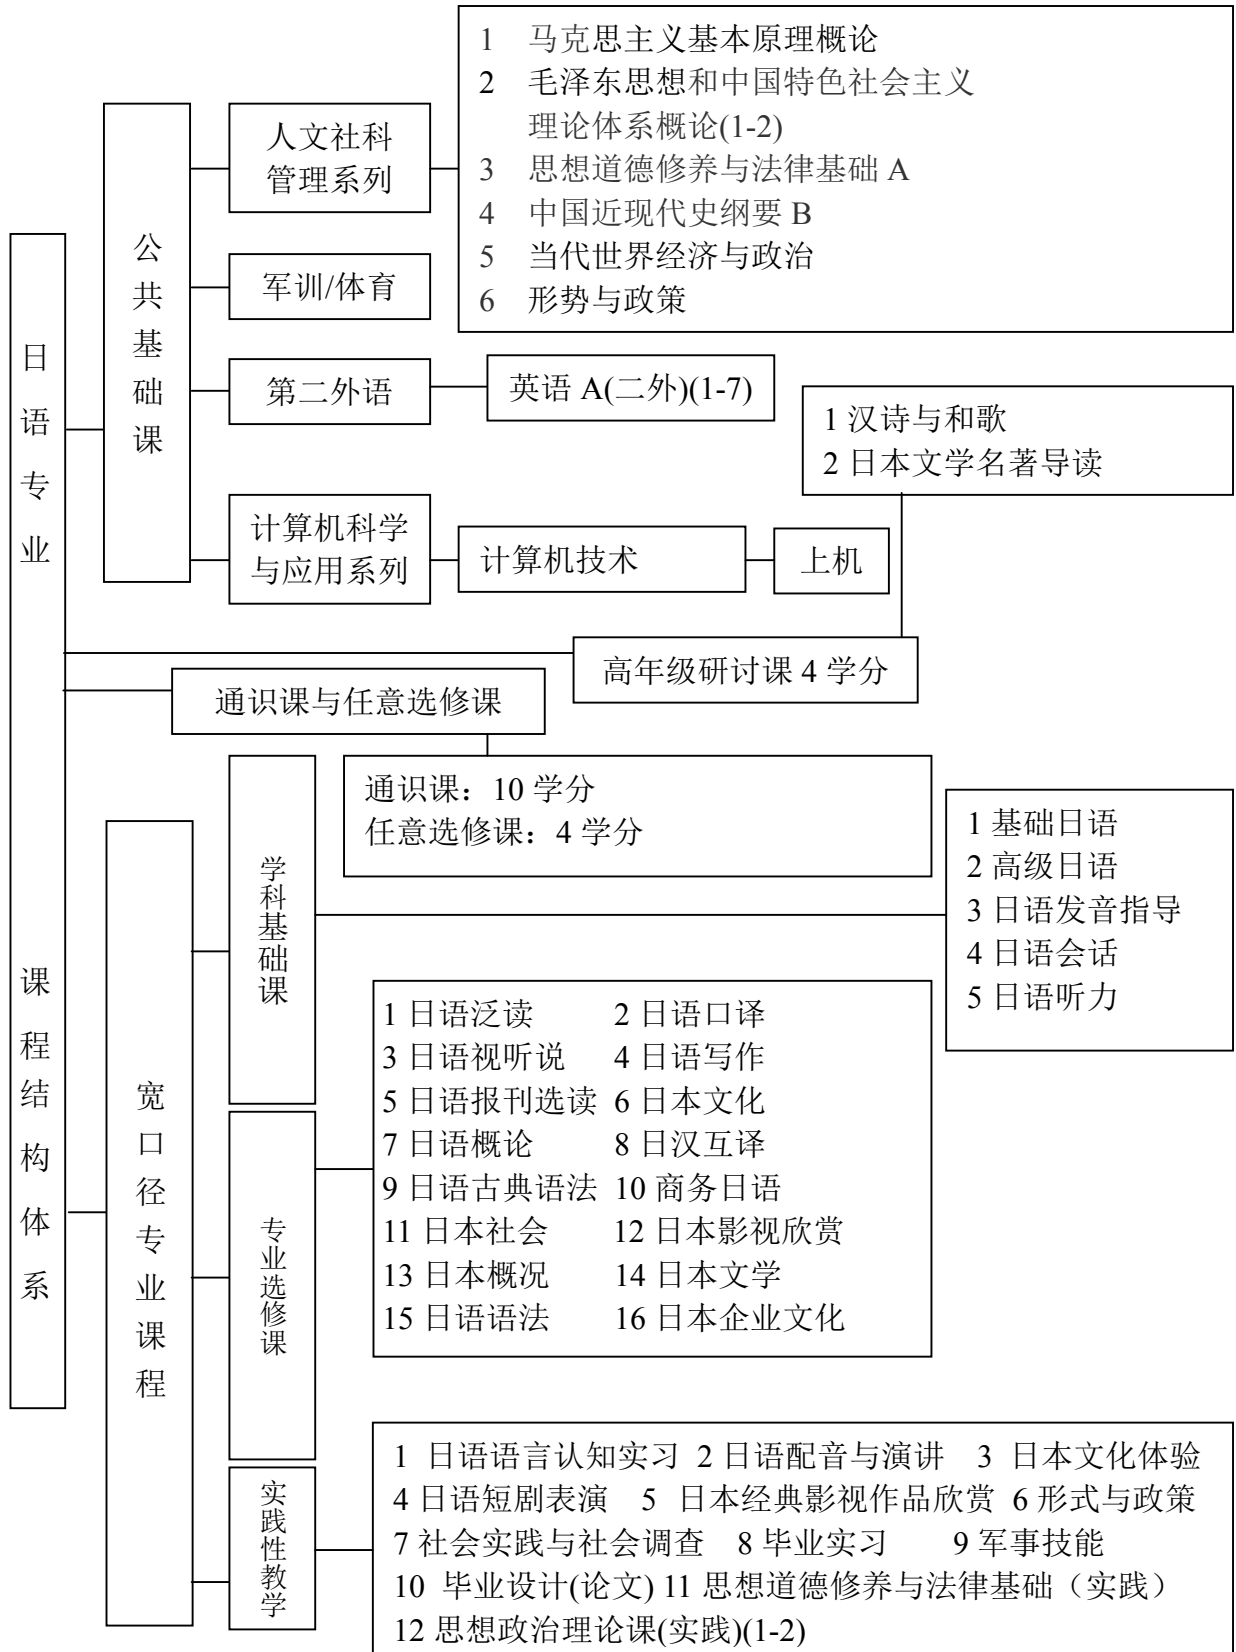 日语专业
课程结构体系
公共基础课
人文社科
管理系列
1 马克思主义基本原理概论
2 毛泽东思想和中国特色社会主义
理论体系概论(1-2)
3 思想道德修养与法律基础 A
4 中国近现代史纲要 B
5 当代世界经济与政治
6 形势与政策
军训/体育
第二外语
英语 A(二外)(1-7)
计算机科学
与应用系列
计算机技术
上机
1 汉诗与和歌
2 日本文学名著导读
高年级研讨课 4 学分
通识课与任意选修课
通识课：10 学分
任意选修课：4 学分
宽口径专业课程
学科基础课
1 基础日语
2 高级日语
3 日语发音指导
4 日语会话
5 日语听力
专业选修课
1 日语泛读 2 日语口译
3 日语视听说 4 日语写作
5 日语报刊选读 6 日本文化
7 日语概论 8 日汉互译
9 日语古典语法 10 商务日语
11 日本社会 12 日本影视欣赏
13 日本概况 14 日本文学
15 日语语法 16 日本企业文化
实践性教学
1 日语语言认知实习 2 日语配音与演讲 3 日本文化体验
4 日语短剧表演 5 日本经典影视作品欣赏 6 形式与政策
7 社会实践与社会调查 8 毕业实习 9 军事技能
10 毕业设计(论文) 11 思想道德修养与法律基础（实践）
12 思想政治理论课(实践)(1-2)